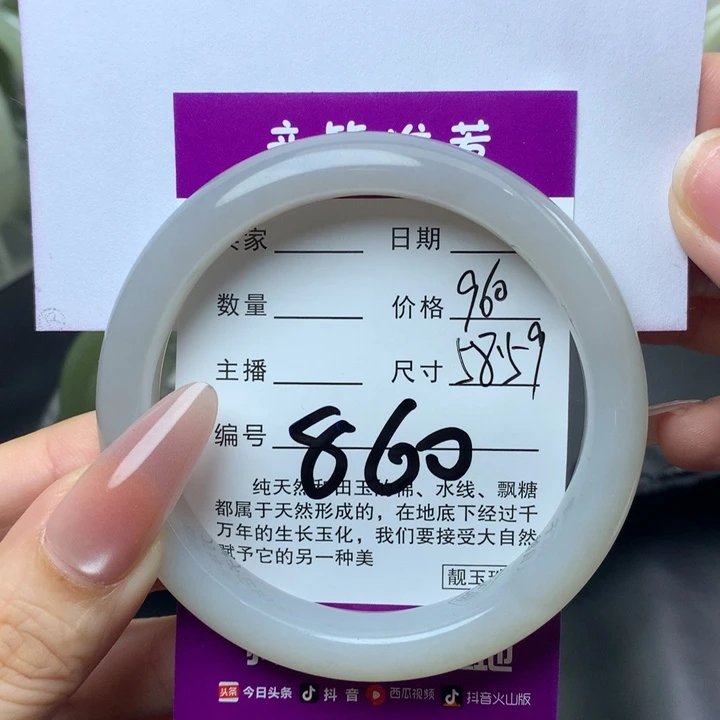 推荐
家 日期
数量 价格 960
主播 尺寸 58.59
编号 860
纯天然和田玉的棉、水线、飘糖
都属于天然形成的，在地底下经过千
万年的生长玉化，我们要接受大自然
赋予它的另一种美
靓玉
头条 今日头条 抖音 西瓜视频 抖音火山版